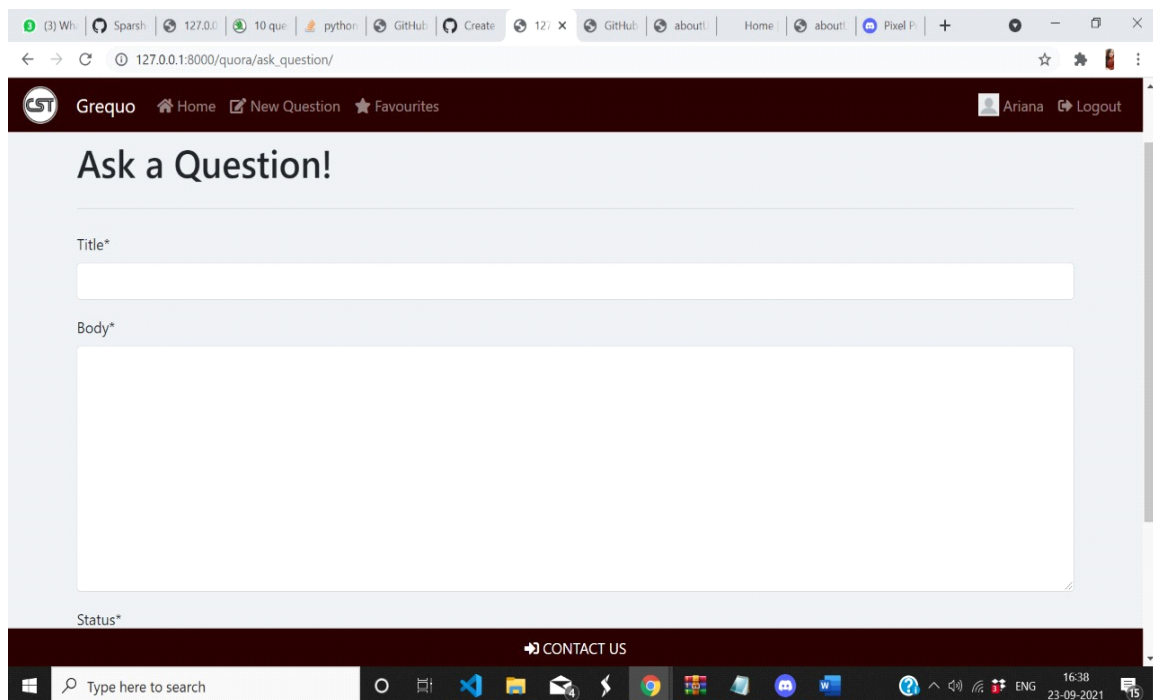 (3) Wh
Sparsh
127.0.0
10 que
python
GitHub
Create
127
GitHub
aboutU
Home
aboutU
Pixel P
127.0.0.1:8000/quora/ask_question/
CST
Grequo
Home
New Question
Favourites
Ariana
Logout
Ask a Question!
Title*
Body*
Status*
CONTACT US
Type here to search
4
W
ENG
16:38
23-09-2021
15